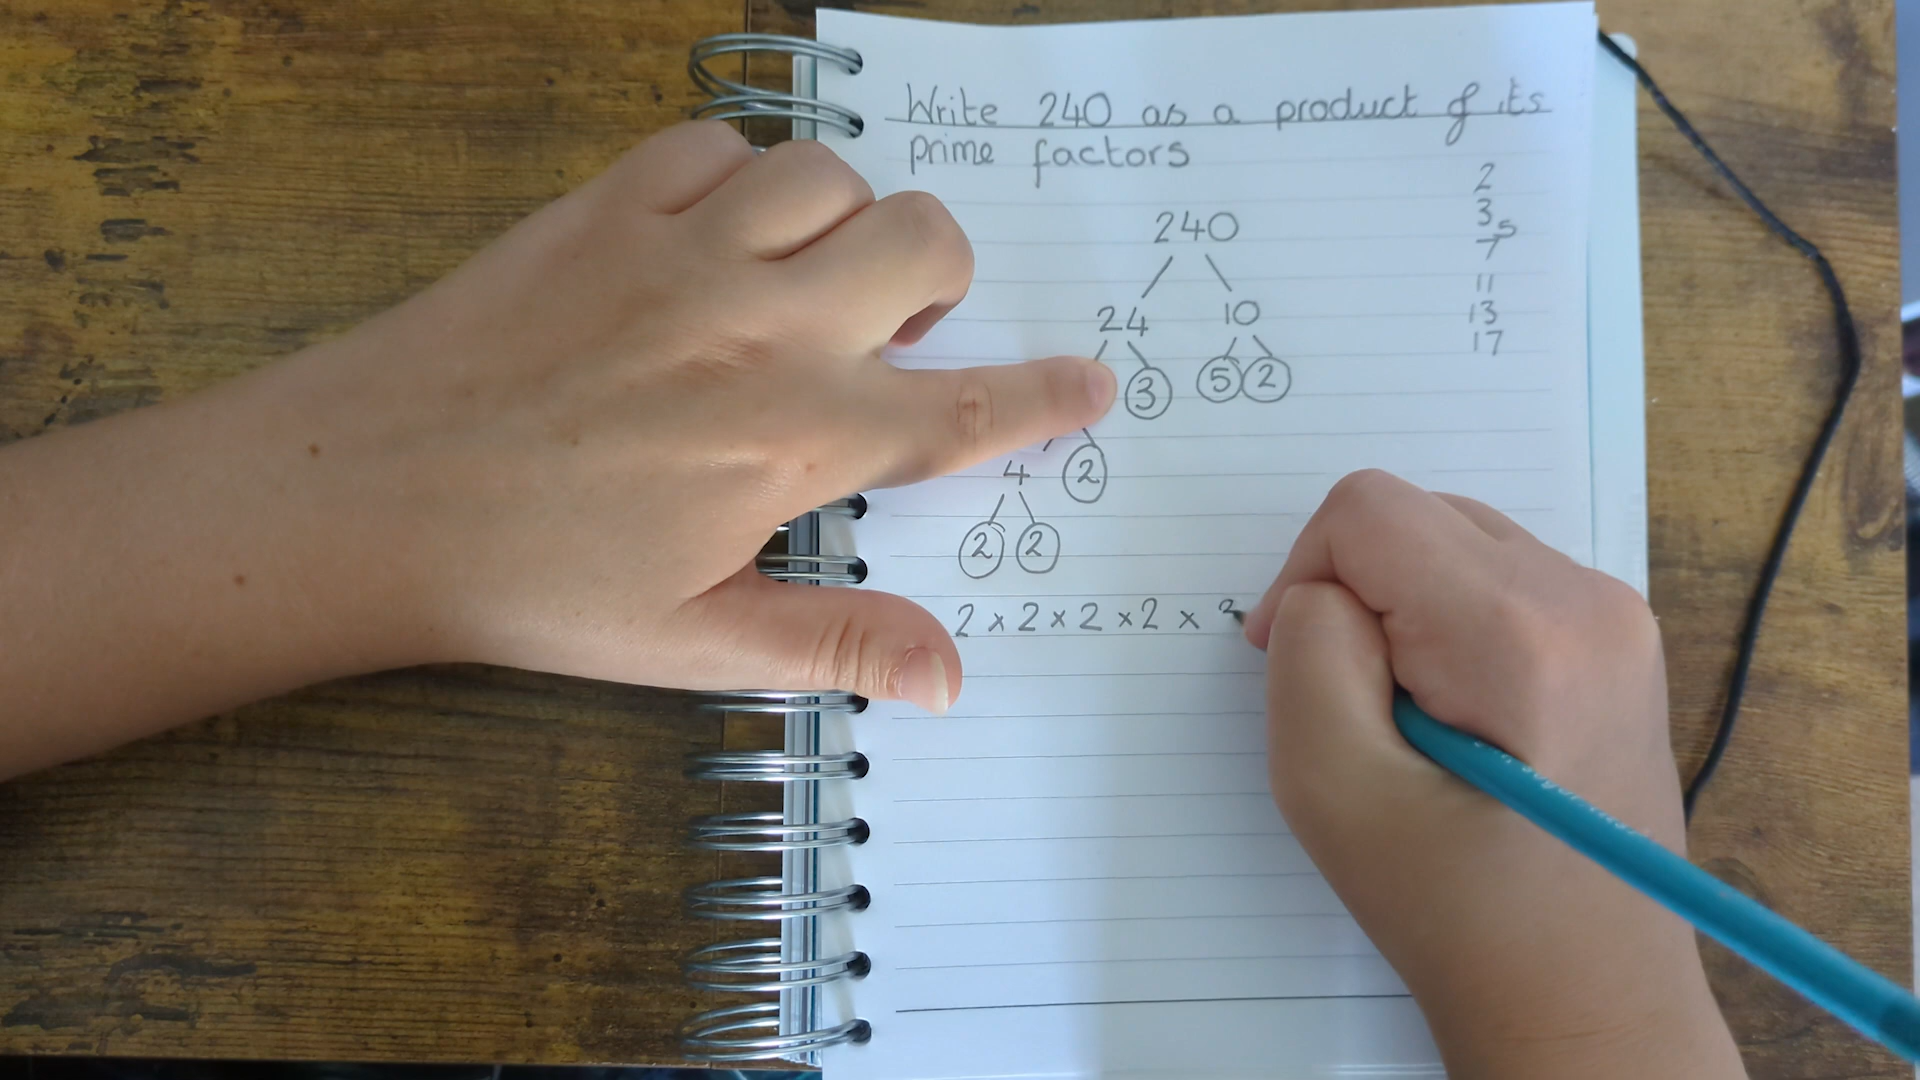 Write 240 as a product of its
prime factors
2
3
5
7
11
13
17
240
24 10
3 5 2
4 2
2 2
2 × 2 × 2 × 2 × 3